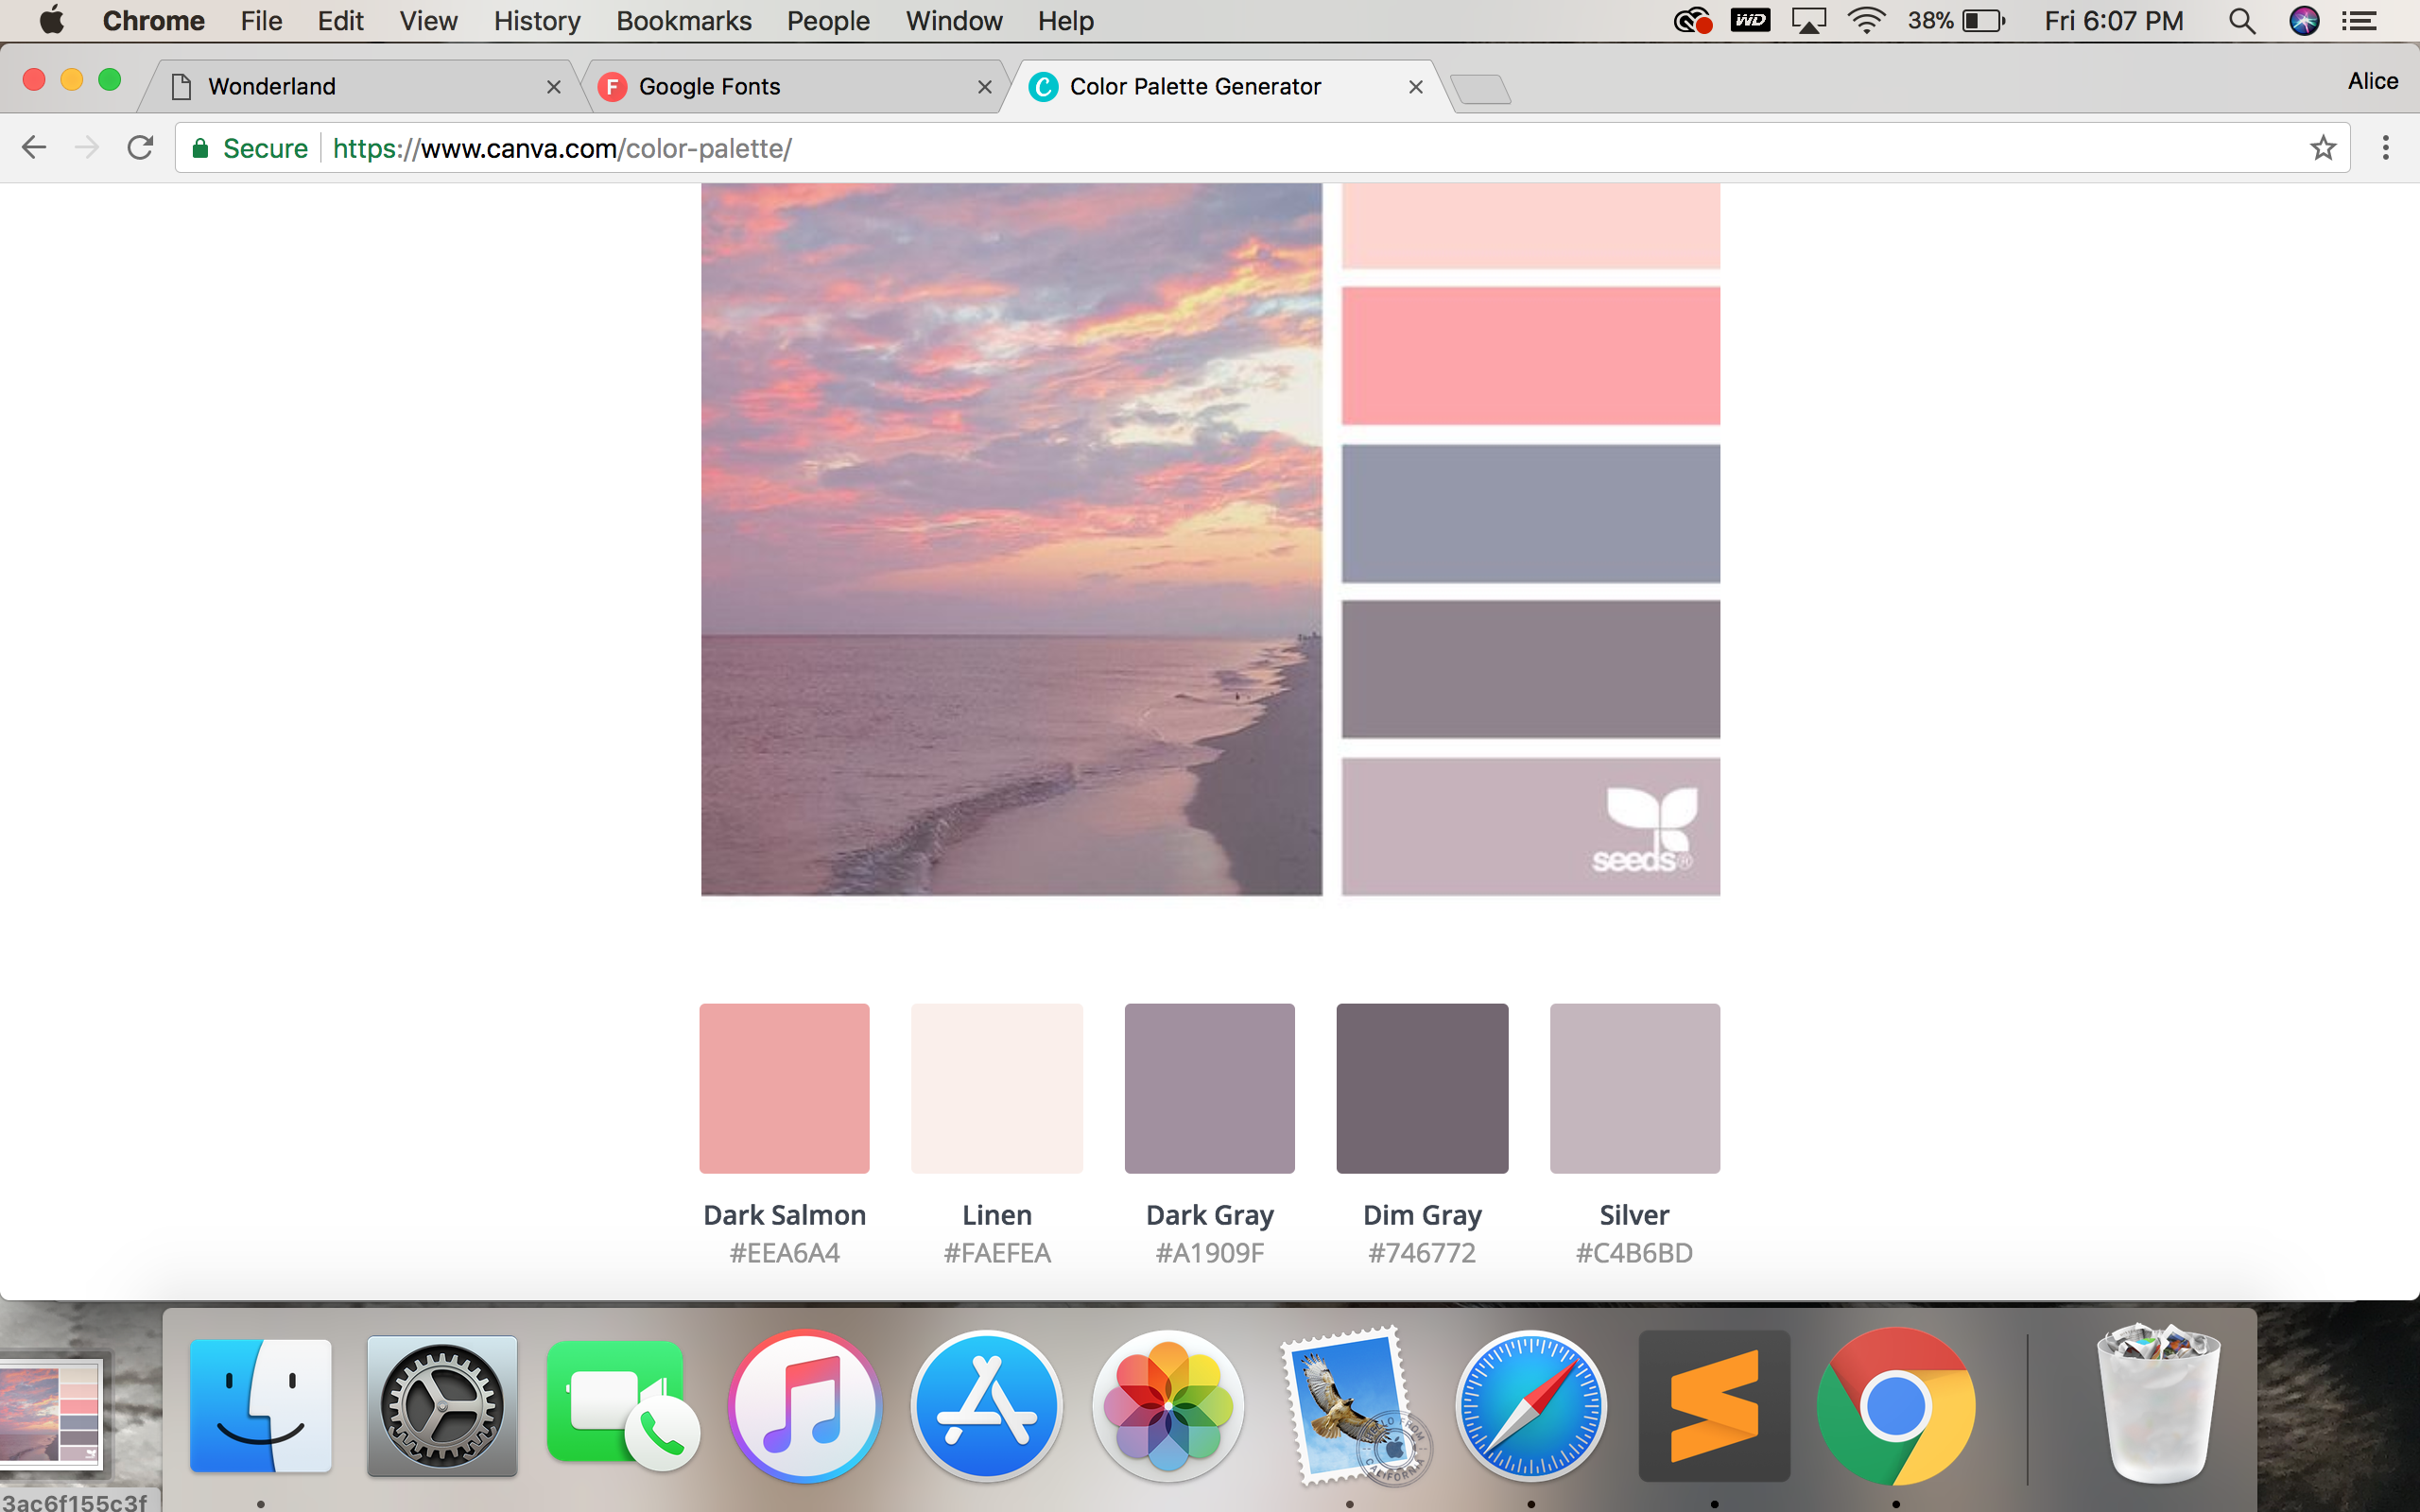 Chrome File Edit View History Bookmarks People Window Help WD 38% Fri 6:07 PM
Wonderland F Google Fonts C Color Palette Generator Alice
Secure https://www.canva.com/color-palette/
seeds®
Dark Salmon Linen Dark Gray Dim Gray Silver
#EEA6A4 #FAEFEA #A1909F #746772 #C4B6BD
CALIFORNIA
3ac6f155c3f